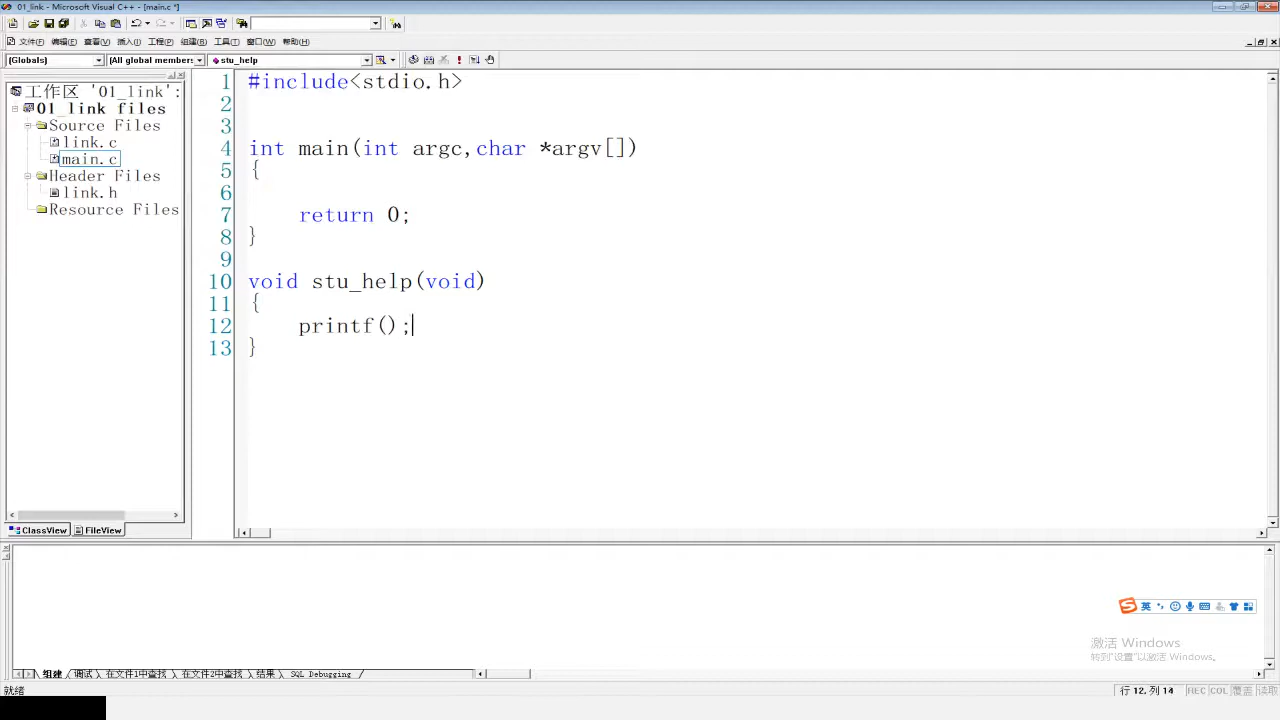 01_link - Microsoft Visual C++ - [main.c *]
文件(F) 编辑(E) 查看(V) 插入(I) 工程(P) 组建(B) 工具(T) 窗口(W) 帮助(H)
(Globals) (All global members stu_help
工作区 '01_link':
01_link files
Source Files
link.c
main.c
Header Files
link.h
Resource Files
ClassView FileView
1 #include<stdio.h>
2
3
4 int main(int argc,char *argv[])
5 {
6
7 return 0;
8 }
9
10 void stu_help(void)
11 {
12 printf();
13 }
英
激活 Windows
转到"设置"以激活 Windows。
组建 调试 在文件1中查找 在文件2中查找 结果 SQL Debugging
就绪
行 12, 列 14 REC COL 覆盖 读取